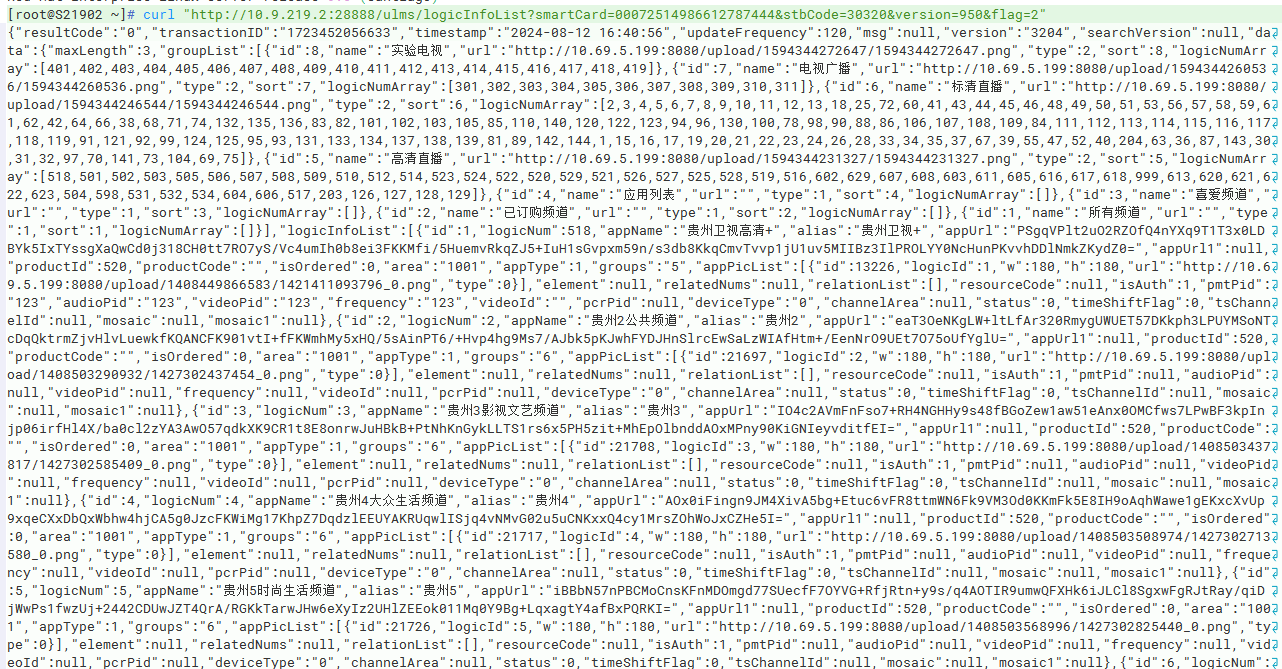 [root@S21902 ~]# curl "http://10.9.219.2:28888/ulms/logicInfoList?smartCard=00072514986612787444&stbCode=30320&version=950&flag=2"
{"resultCode":"0","transactionID":"1723452056633","timestamp":"2024-08-12 16:40:56","updateFrequency":120,"msg":null,"version":"3204","searchVersion":null,"da
ta":{"maxLength":3,"groupList":[{"id":8,"name":"实验电视","url":"http://10.69.5.199:8080/upload/1594344272647/1594344272647.png","type":2,"sort":8,"logicNumArr
ay":[401,402,403,404,405,406,407,408,409,410,411,412,413,414,415,416,417,418,419]},{"id":7,"name":"电视广播","url":"http://10.69.5.199:8080/upload/159434426053
6/1594344260536.png","type":2,"sort":7,"logicNumArray":[301,302,303,304,305,306,307,308,309,310,311]},{"id":6,"name":"标清直播","url":"http://10.69.5.199:8080/
upload/1594344246544/1594344246544.png","type":2,"sort":6,"logicNumArray":[2,3,4,5,6,7,8,9,10,11,12,13,18,25,72,60,41,43,44,45,46,48,49,50,51,53,56,57,58,59,6
1,62,42,64,66,38,68,71,74,132,135,136,83,82,101,102,103,105,85,110,140,120,122,123,94,96,130,100,78,98,90,88,86,106,107,108,109,84,111,112,113,114,115,116,117
,118,119,91,121,92,99,124,125,95,93,131,133,134,137,138,139,81,89,142,144,1,15,16,17,19,20,21,22,23,24,26,28,33,34,35,37,67,39,55,47,52,40,204,63,36,87,143,30
,31,32,97,70,141,73,104,69,75]},{"id":5,"name":"高清直播","url":"http://10.69.5.199:8080/upload/1594344231327/1594344231327.png","type":2,"sort":5,"logicNumArr
ay":[518,501,502,503,505,506,507,508,509,510,512,514,523,524,522,520,529,521,526,527,525,528,519,516,602,629,607,608,603,611,605,616,617,618,999,613,620,621,6
22,623,504,598,531,532,534,604,606,517,203,126,127,128,129]},{"id":4,"name":"应用列表","url":"","type":1,"sort":4,"logicNumArray":[]},{"id":3,"name":"喜爱频道",
"url":"","type":1,"sort":3,"logicNumArray":[]},{"id":2,"name":"已订购频道","url":"","type":1,"sort":2,"logicNumArray":[]},{"id":1,"name":"所有频道","url":"","type
":1,"sort":1,"logicNumArray":[]}],"logicInfoList":[{"id":1,"logicNum":518,"appName":"贵州卫视高清+","alias":"贵州卫视+","appUrl":"PSgqVPlt2uO2RZOfQ4nYXq9T1T3x0LD
BYk5IxTYssgXaQwCd0j318CH0tt7RO7yS/Vc4umIh0b8ei3FKKMfi/5HuemvRkqZJ5+IuH1sGvpxm59n/s3db8KkqCmvTvvp1jU1uv5MIIBz3IlPROLYY0NcHunPKvvhDDlNmkZKydZ0=","appUrl1":null,
"productId":520,"productCode":"","isOrdered":0,"area":"1001","appType":1,"groups":"5","appPicList":[{"id":13226,"logicId":1,"w":180,"h":180,"url":"http://10.6
9.5.199:8080/upload/1408449866583/1421411093796_0.png","type":0}],"element":null,"relatedNums":null,"relationList":[],"resourceCode":null,"isAuth":1,"pmtPid":
"123","audioPid":"123","videoPid":"123","frequency":"123","videoId":"","pcrPid":null,"deviceType":"0","channelArea":null,"status":0,"timeShiftFlag":0,"tsChann
elId":null,"mosaic":null,"mosaic1":null},{"id":2,"logicNum":2,"appName":"贵州2公共频道","alias":"贵州2","appUrl":"eaT3OeNKgLW+ltLfAr320RmygUWUET57DKkph3LPUYMSoNT
cDqQktrmZjvHlvLuewkfKQANCFK901vtI+fFKWmhMy5xHQ/5sAinPT6/+Hvp4hg9Ms7/AJbk5pKJwhFYDJHnSlrcEwSaLzWIAfHtm+/EenNrO9UEt7O75oUfYglU=","appUrl1":null,"productId":520,
"productCode":"","isOrdered":0,"area":"1001","appType":1,"groups":"6","appPicList":[{"id":21697,"logicId":2,"w":180,"h":180,"url":"http://10.69.5.199:8080/upl
oad/1408503290932/1427302437454_0.png","type":0}],"element":null,"relatedNums":null,"relationList":[],"resourceCode":null,"isAuth":1,"pmtPid":null,"audioPid":
null,"videoPid":null,"frequency":null,"videoId":null,"pcrPid":null,"deviceType":"0","channelArea":null,"status":0,"timeShiftFlag":0,"tsChannelId":null,"mosaic
":null,"mosaic1":null},{"id":3,"logicNum":3,"appName":"贵州3影视文艺频道","alias":"贵州3","appUrl":"IO4c2AVmFnFso7+RH4NGHHy9s48fBGoZew1aw51eAnx0OMCfws7LPwBF3kpIn
jp06irfHl4X/ba0cl2zYA3AwO57qdkXK9CR1t8E8onrwJuHBkB+PtNhKnGykLLTS1rs6x5PH5zit+MhEpOlbnddAOxMPny90KiGNIeyvditfEI=","appUrl1":null,"productId":520,"productCode":
"","isOrdered":0,"area":"1001","appType":1,"groups":"6","appPicList":[{"id":21708,"logicId":3,"w":180,"h":180,"url":"http://10.69.5.199:8080/upload/1408503437
817/1427302585409_0.png","type":0}],"element":null,"relatedNums":null,"relationList":[],"resourceCode":null,"isAuth":1,"pmtPid":null,"audioPid":null,"videoPid
":null,"frequency":null,"videoId":null,"pcrPid":null,"deviceType":"0","channelArea":null,"status":0,"timeShiftFlag":0,"tsChannelId":null,"mosaic":null,"mosaic
1":null},{"id":4,"logicNum":4,"appName":"贵州4大众生活频道","alias":"贵州4","appUrl":"AOx0iFingn9JM4XivA5bg+Etuc6vFR8ttmWN6Fk9VM3Od0KKmFk5E8IH9oAqhWawe1gEKxcXvUp
9xqeCXxDbQxWbhw4hjCA5g0JzcFKWiMg17KhpZ7DqdzlEEUYAKRUqwlISjq4vNMvG02u5uCNKxxQ4cy1MrsZOhWoJxCZHe5I=","appUrl1":null,"productId":520,"productCode":"","isOrdered"
:0,"area":"1001","appType":1,"groups":"6","appPicList":[{"id":21717,"logicId":4,"w":180,"h":180,"url":"http://10.69.5.199:8080/upload/1408503508974/1427302713
580_0.png","type":0}],"element":null,"relatedNums":null,"relationList":[],"resourceCode":null,"isAuth":1,"pmtPid":null,"audioPid":null,"videoPid":null,"freque
ncy":null,"videoId":null,"pcrPid":null,"deviceType":"0","channelArea":null,"status":0,"timeShiftFlag":0,"tsChannelId":null,"mosaic":null,"mosaic1":null},{"id"
:5,"logicNum":5,"appName":"贵州5时尚生活频道","alias":"贵州5","appUrl":"iBBbN57nPBCMoCnsKFnMDOmgd77SUecfF7OYVG+RfjRtn+y9s/q4AOTIR9umwQFXHk6iJLCl8SgxwFgRJtRay/qiD
jWwPs1fwzUj+2442CDUwJZT4QrA/RGKkTarwJHw6eXyIz2UHlZEEok011Mq0Y9Bg+LqxagtY4afBxPQRKI=","appUrl1":null,"productId":520,"productCode":"","isOrdered":0,"area":"100
1","appType":1,"groups":"6","appPicList":[{"id":21726,"logicId":5,"w":180,"h":180,"url":"http://10.69.5.199:8080/upload/1408503568996/1427302825440_0.png","ty
pe":0}],"element":null,"relatedNums":null,"relationList":[],"resourceCode":null,"isAuth":1,"pmtPid":null,"audioPid":null,"videoPid":null,"frequency":null,"vid
eoId":null,"pcrPid":null,"deviceType":"0","channelArea":null,"status":0,"timeShiftFlag":0,"tsChannelId":null,"mosaic":null,"mosaic1":null},{"id":6,"logicNum":